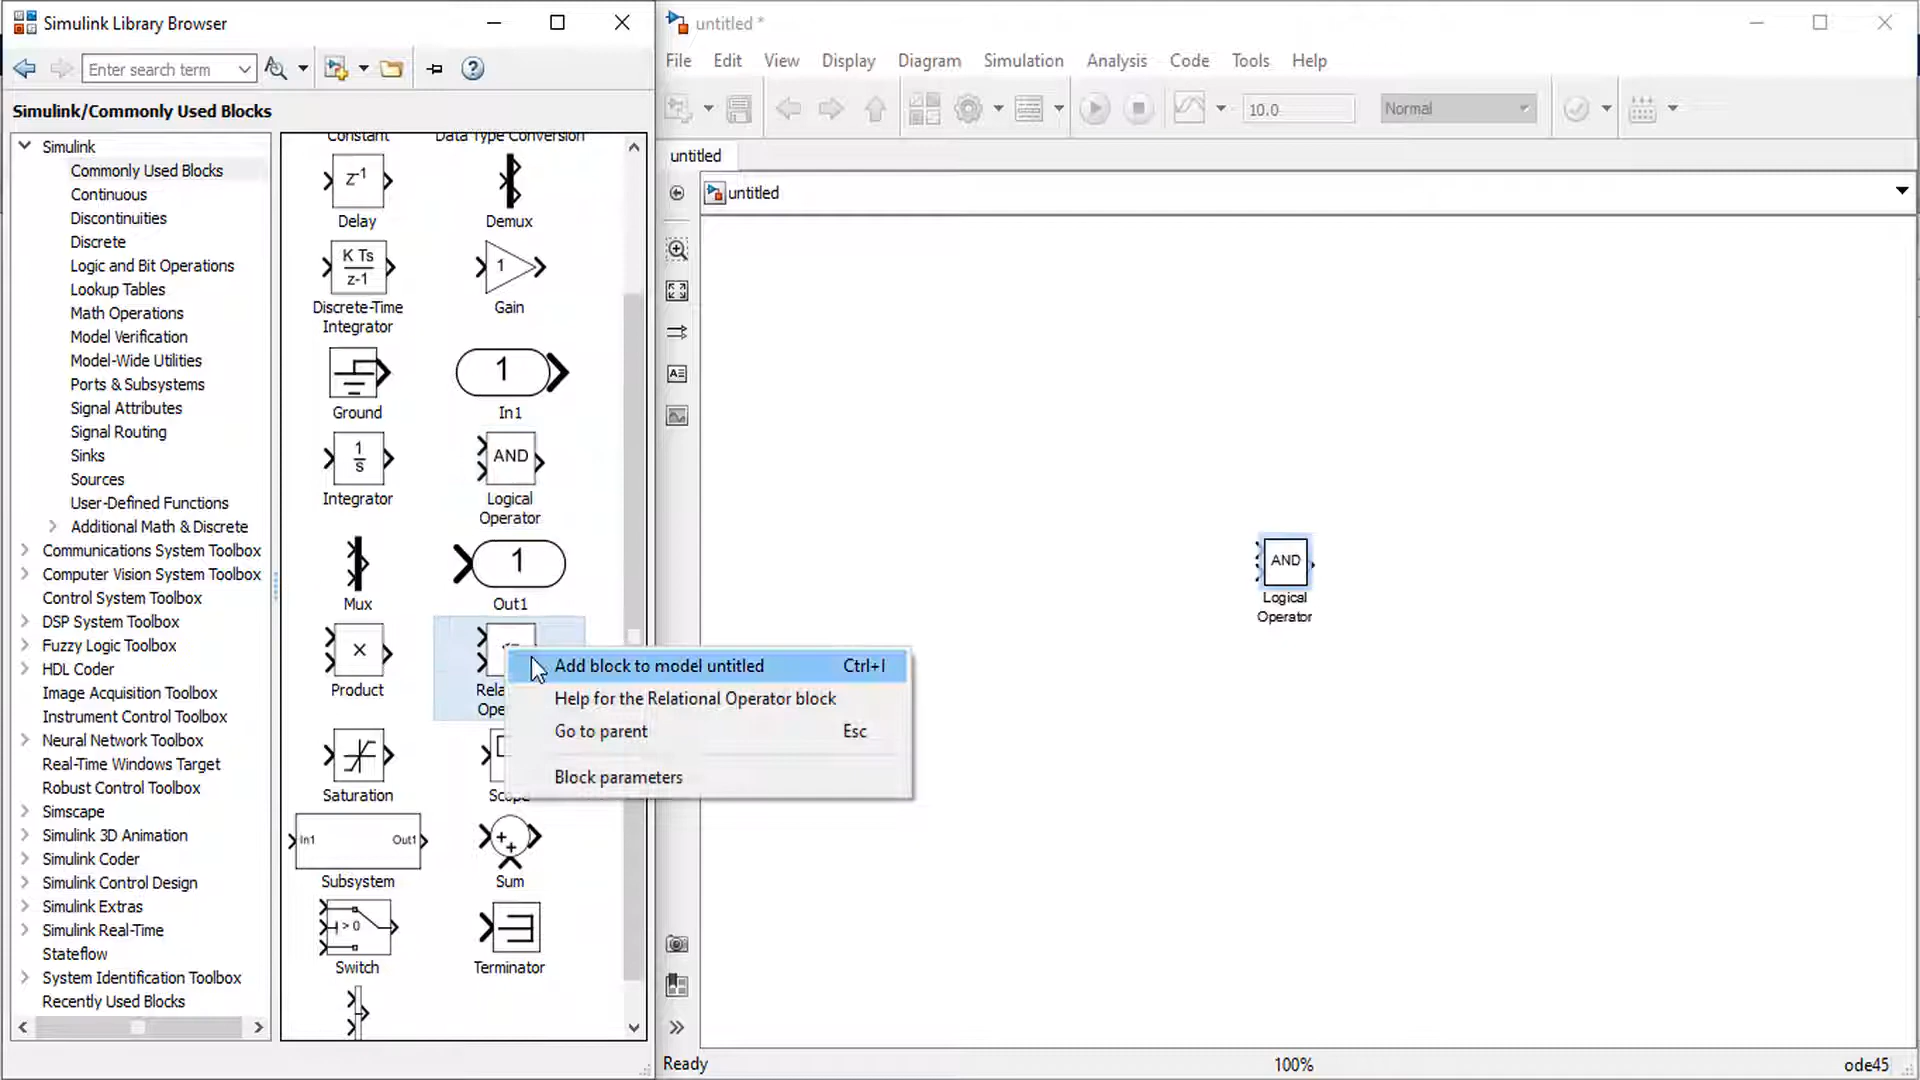 Simulink Library Browser
Enter search term
Simulink/Commonly Used Blocks
Simulink
Commonly Used Blocks
Continuous
Discontinuities
Discrete
Logic and Bit Operations
Lookup Tables
Math Operations
Model Verification
Model-Wide Utilities
Ports & Subsystems
Signal Attributes
Signal Routing
Sinks
Sources
User-Defined Functions
Additional Math & Discrete
Communications System Toolbox
Computer Vision System Toolbox
Control System Toolbox
DSP System Toolbox
Fuzzy Logic Toolbox
HDL Coder
Image Acquisition Toolbox
Instrument Control Toolbox
Neural Network Toolbox
Real-Time Windows Target
Robust Control Toolbox
Simscape
Simulink 3D Animation
Simulink Coder
Simulink Control Design
Simulink Extras
Simulink Real-Time
Stateflow
System Identification Toolbox
Recently Used Blocks
Constant
Data Type Conversion
Z-1
Delay
Demux
K Ts
z-1
Discrete-Time
Integrator
1
Gain
Ground
1
In1
1
s
Integrator
AND
Logical
Operator
Mux
1
Out1
×
Product
Rela
Ope
Saturation
Scope
In1 Out1
Subsystem
+
+
Sum
> 0
Switch
Terminator
Add block to model untitled Ctrl+I
Help for the Relational Operator block
Go to parent Esc
Block parameters
untitled *
File Edit View Display Diagram Simulation Analysis Code Tools Help
10.0
Normal
untitled
untitled
AND
Logical
Operator
Ready
100%
ode45